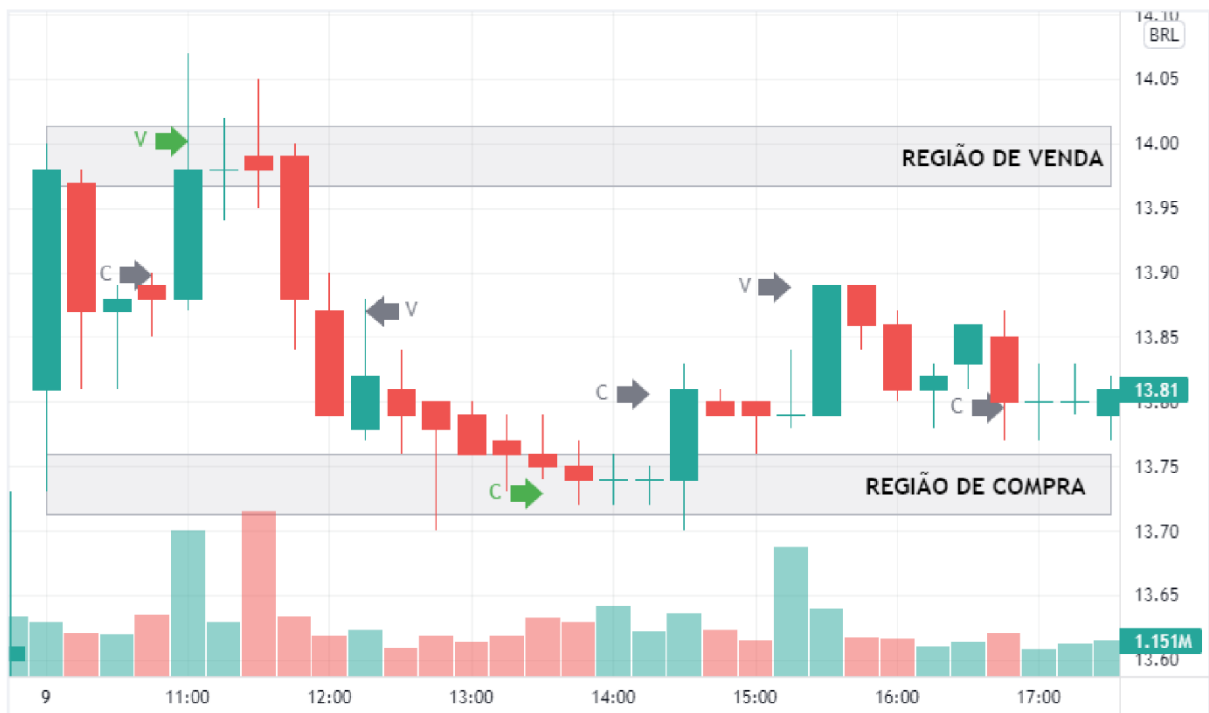 14.10
BRL
14.05
V
14.00
REGIÃO DE VENDA
13.95
C
13.90
V
V
13.85
C
13.81
13.80
C
13.75
REGIÃO DE COMPRA
C
13.70
13.65
1.151M
13.60
9 11:00 12:00 13:00 14:00 15:00 16:00 17:00